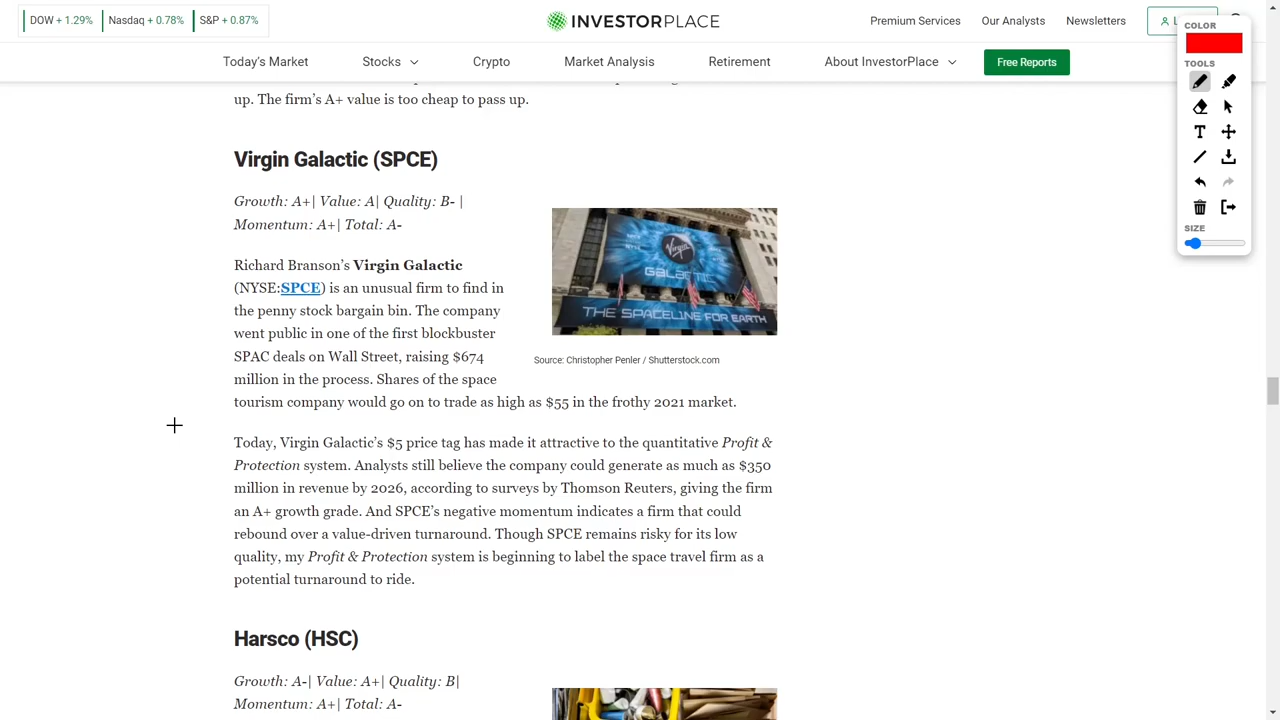 DOW + 1.29% Nasdaq + 0.78% S&P + 0.87%
INVESTORPLACE
Premium Services Our Analysts Newsletters
Today's Market Stocks Crypto Market Analysis Retirement About InvestorPlace Free Reports
COLOR
TOOLS
T
SIZE
up. The firm’s A+ value is too cheap to pass up.
Virgin Galactic (SPCE)
Growth: A+| Value: A| Quality: B- |
Momentum: A+| Total: A-
Richard Branson’s Virgin Galactic
(NYSE:SPCE) is an unusual firm to find in
the penny stock bargain bin. The company
went public in one of the first blockbuster
SPAC deals on Wall Street, raising $674
million in the process. Shares of the space
tourism company would go on to trade as high as $55 in the frothy 2021 market.
Virgin
GALACTIC
THE SPACELINE FOR EARTH
Source: Christopher Penler / Shutterstock.com
Today, Virgin Galactic’s $5 price tag has made it attractive to the quantitative Profit &
Protection system. Analysts still believe the company could generate as much as $350
million in revenue by 2026, according to surveys by Thomson Reuters, giving the firm
an A+ growth grade. And SPCE’s negative momentum indicates a firm that could
rebound over a value-driven turnaround. Though SPCE remains risky for its low
quality, my Profit & Protection system is beginning to label the space travel firm as a
potential turnaround to ride.
Harsco (HSC)
Growth: A-| Value: A+| Quality: B|
Momentum: A+| Total: A-